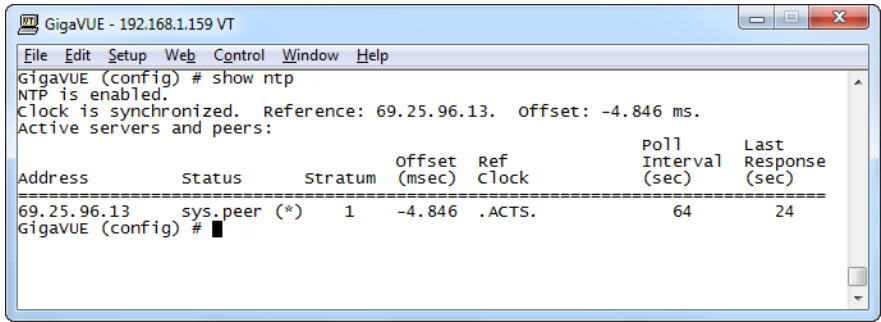 GigaVUE - 192.168.1.159 VT
File Edit Setup Web Control Window Help
GigaVUE (config) # show ntp
NTP is enabled.
Clock is synchronized.  Reference: 69.25.96.13.  Offset: -4.846 ms.
Active servers and peers:
Poll Last
Offset Ref Interval Response
Address Status Stratum (msec) Clock (sec) (sec)
================================================================================
69.25.96.13 sys.peer (*) 1 -4.846 .ACTS. 64 24
GigaVUE (config) #